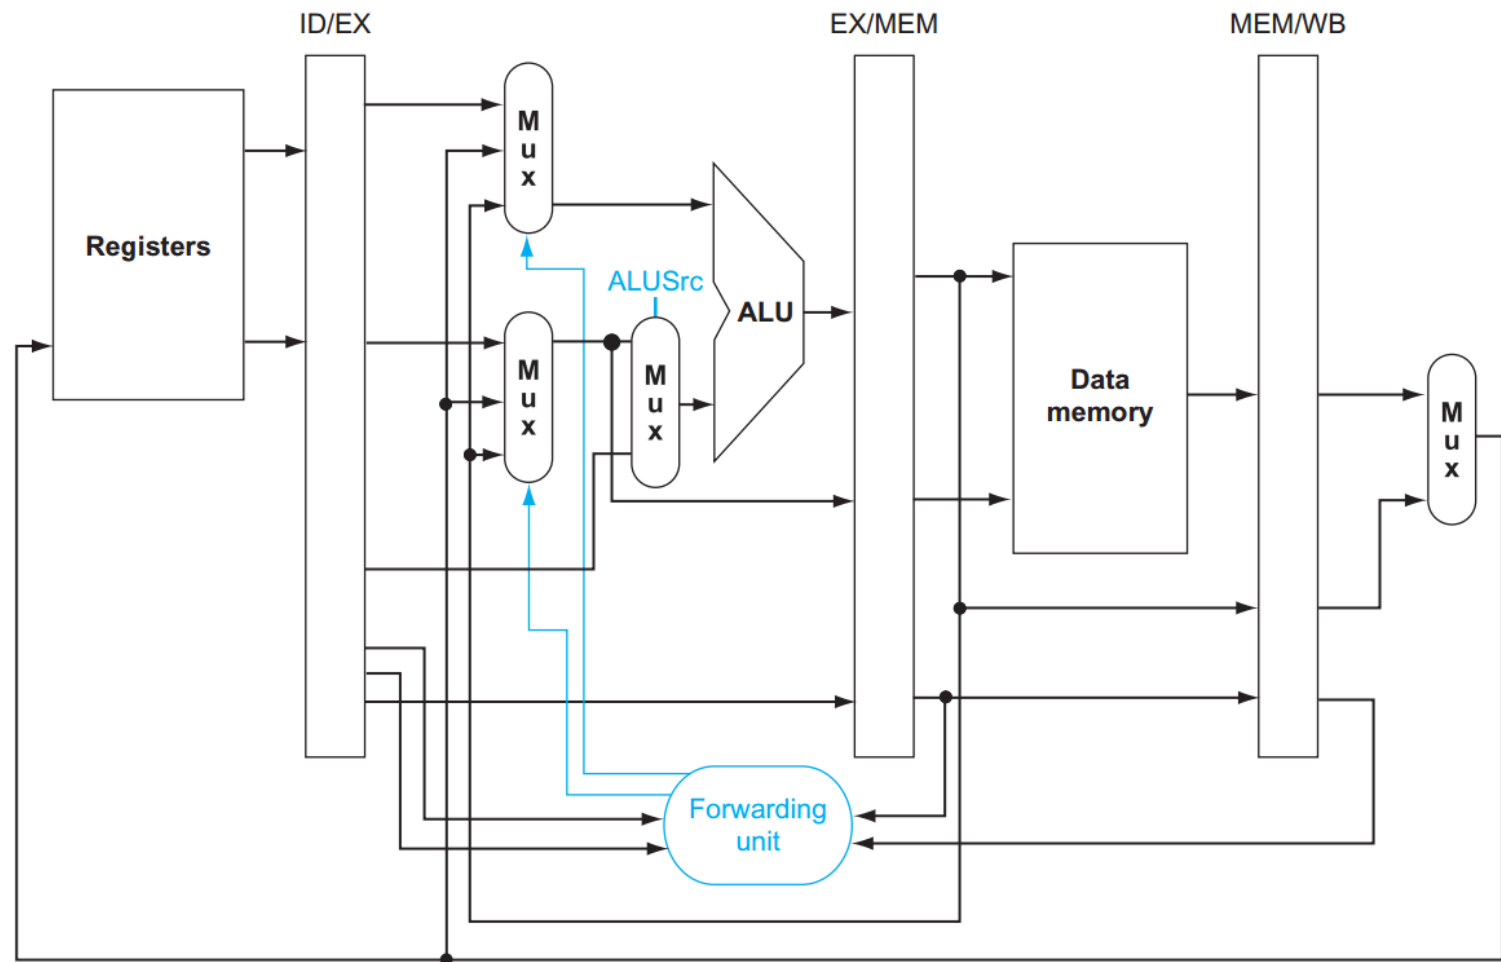 ID/EX
EX/MEM
MEM/WB
M
u
x
Registers
ALUSrc
ALU
M
u
x
M
u
x
Data
memory
M
u
x
Forwarding
unit